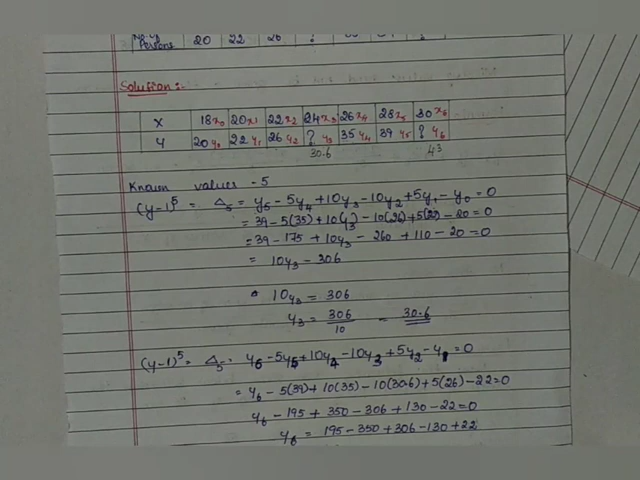 No. of Persons 20 22 26 ?
Solution :-
X 18 x0 20 x1 22 x2 24 x3 26 x4 28 x5 30 x6
Y 20 y0 22 y1 26 y2 ? y3 35 y4 39 y5 ? y6
30.6 43
Known values = 5
(y-1)^5 = Δ5 = y5 - 5y4 + 10y3 - 10y2 + 5y1 - y0 = 0
= 39 - 5(35) + 10(y3) - 10(26) + 5(22) - 20 = 0
= 39 - 175 + 10y3 - 260 + 110 - 20 = 0
= 10y3 - 306
10y3 = 306
y3 = 306/10 = 30.6
(y-1)^5 = Δ5 = y6 - 5y5 + 10y4 - 10y3 + 5y2 - y1 = 0
= y6 - 5(39) + 10(35) - 10(30.6) + 5(26) - 22 = 0
y6 - 195 + 350 - 306 + 130 - 22 = 0
y6 = 195 - 350 + 306 - 130 + 22